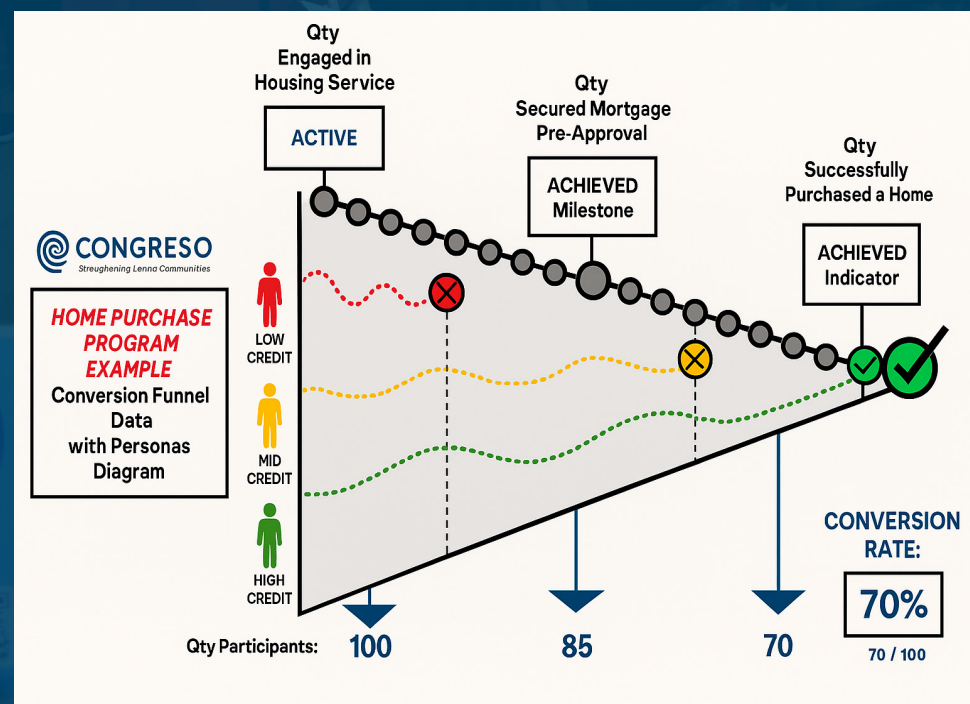 Qty
Engaged in
Housing Service
ACTIVE
Qty
Secured Mortgage
Pre-Approval
ACHIEVED
Milestone
Qty
Successfully
Purchased a Home
ACHIEVED
Indicator
CONGRESO
Streughening Lenna Communities
HOME PURCHASE
PROGRAM
EXAMPLE
Conversion Funnel
Data
with Personas
Diagram
LOW
CREDIT
MID
CREDIT
HIGH
CREDIT
Qty Participants:
100
85
70
CONVERSION
RATE:
70%
70 / 100